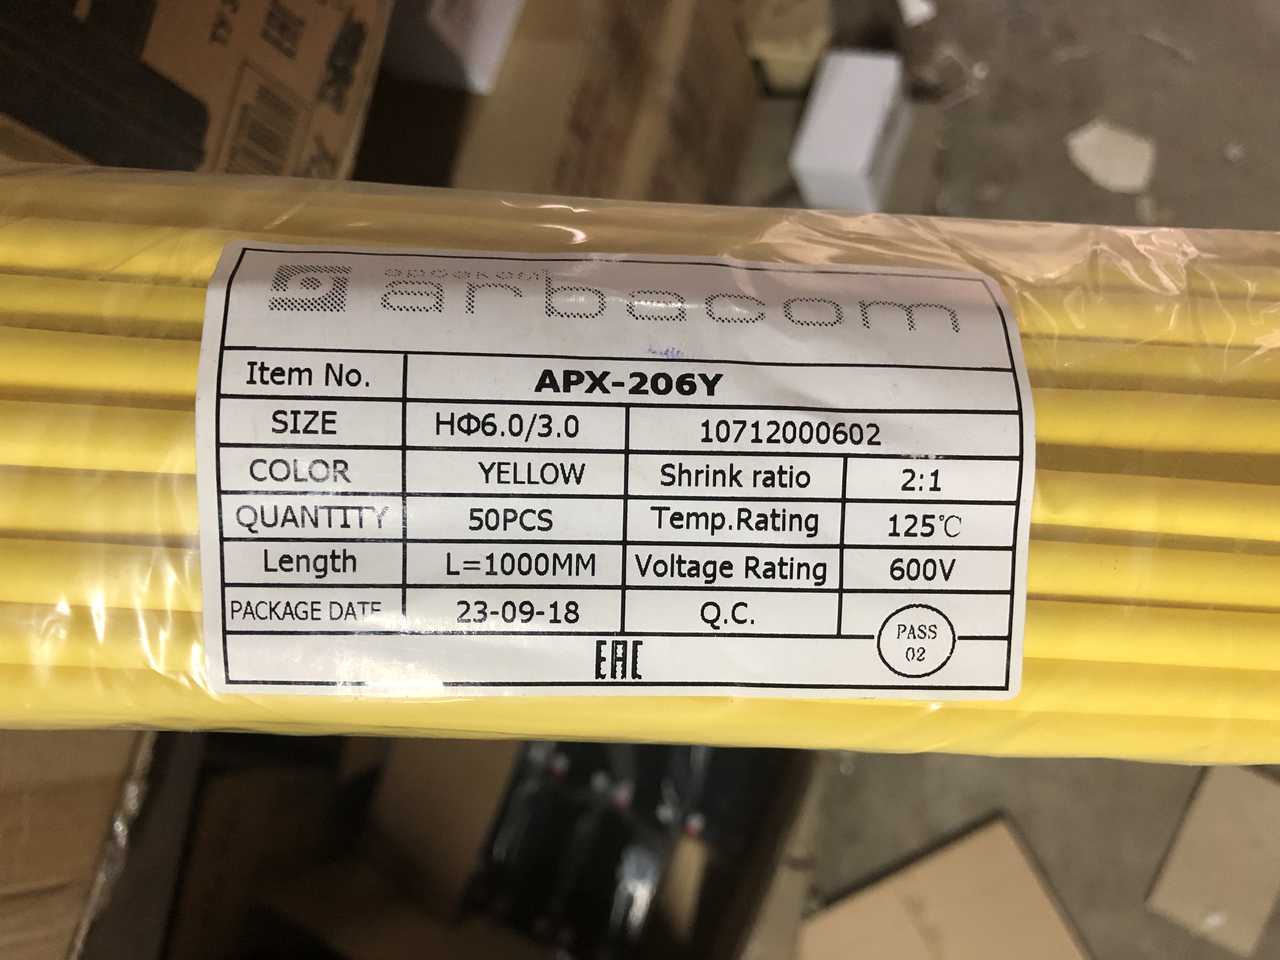 арбаком
arbacom
Item No. APX-206Y
SIZE HΦ6.0/3.0 10712000602
COLOR YELLOW Shrink ratio 2:1
QUANTITY 50PCS Temp.Rating 125℃
Length L=1000MM Voltage Rating 600V
PACKAGE DATE 23-09-18 Q.C.
PASS
02
EAC